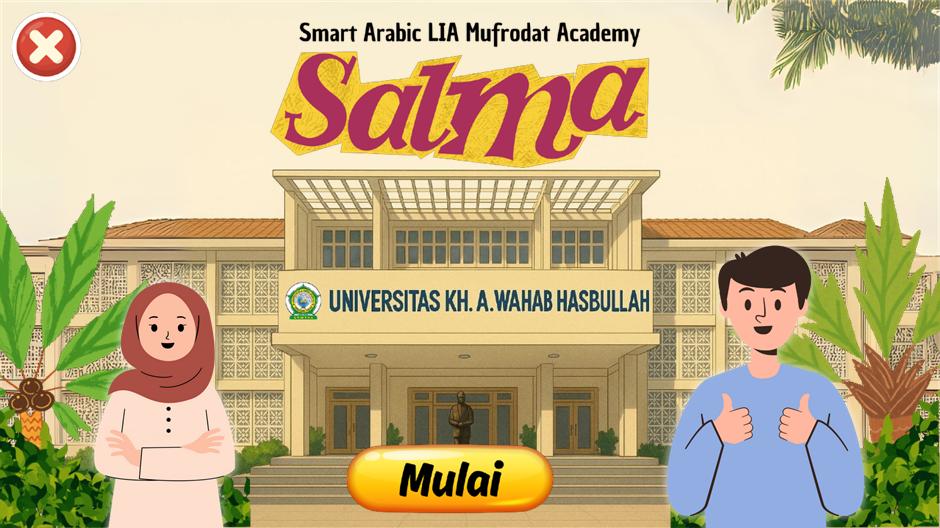 Smart Arabic LIA Mufrodat Academy
Salma
UNIVERSITAS KH. A.WAHAB HASBULLAH
Mulai